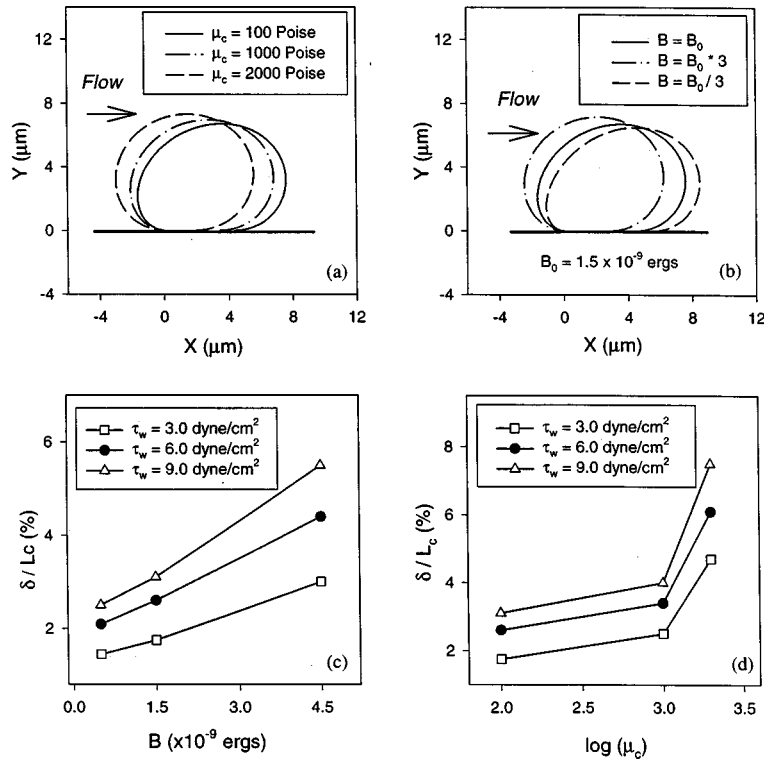 μc = 100 Poise
μc = 1000 Poise
μc = 2000 Poise
Flow
Y (μm)
12
8
4
0
-4
-4 0 4 8 12
X (μm)
(a)
B = B0
B = B0 * 3
B = B0 / 3
Flow
Y (μm)
12
8
4
0
-4
B0 = 1.5 x 10-9 ergs
(b)
-4 0 4 8 12
X (μm)
τw = 3.0 dyne/cm2
τw = 6.0 dyne/cm2
τw = 9.0 dyne/cm2
δ / Lc (%)
6
4
2
(c)
0.0 1.5 3.0 4.5
B (x10-9 ergs)
τw = 3.0 dyne/cm2
τw = 6.0 dyne/cm2
τw = 9.0 dyne/cm2
δ / Lc (%)
8
6
4
2
(d)
2.0 2.5 3.0 3.5
log (μc)